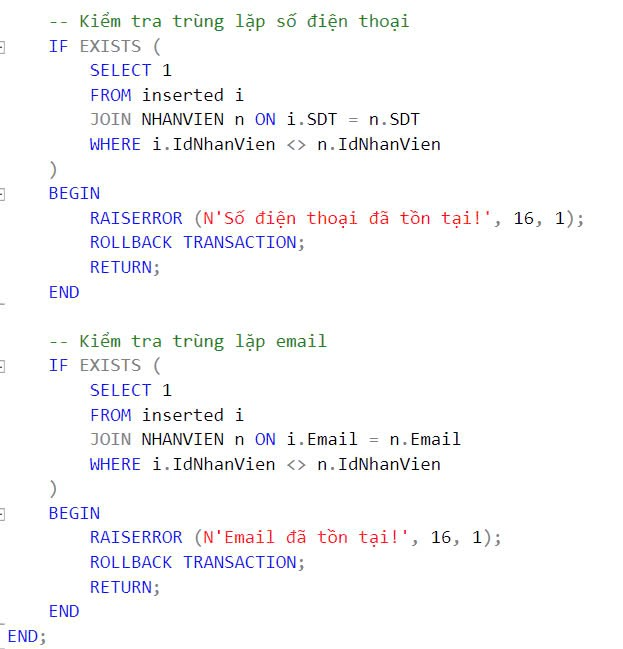 -- Kiểm tra trùng lặp số điện thoại
IF EXISTS (
SELECT 1
FROM inserted i
JOIN NHANVIEN n ON i.SDT = n.SDT
WHERE i.IdNhanVien <> n.IdNhanVien
)
BEGIN
RAISERROR (N'Số điện thoại đã tồn tại!', 16, 1);
ROLLBACK TRANSACTION;
RETURN;
END
-- Kiểm tra trùng lặp email
IF EXISTS (
SELECT 1
FROM inserted i
JOIN NHANVIEN n ON i.Email = n.Email
WHERE i.IdNhanVien <> n.IdNhanVien
)
BEGIN
RAISERROR (N'Email đã tồn tại!', 16, 1);
ROLLBACK TRANSACTION;
RETURN;
END
END;